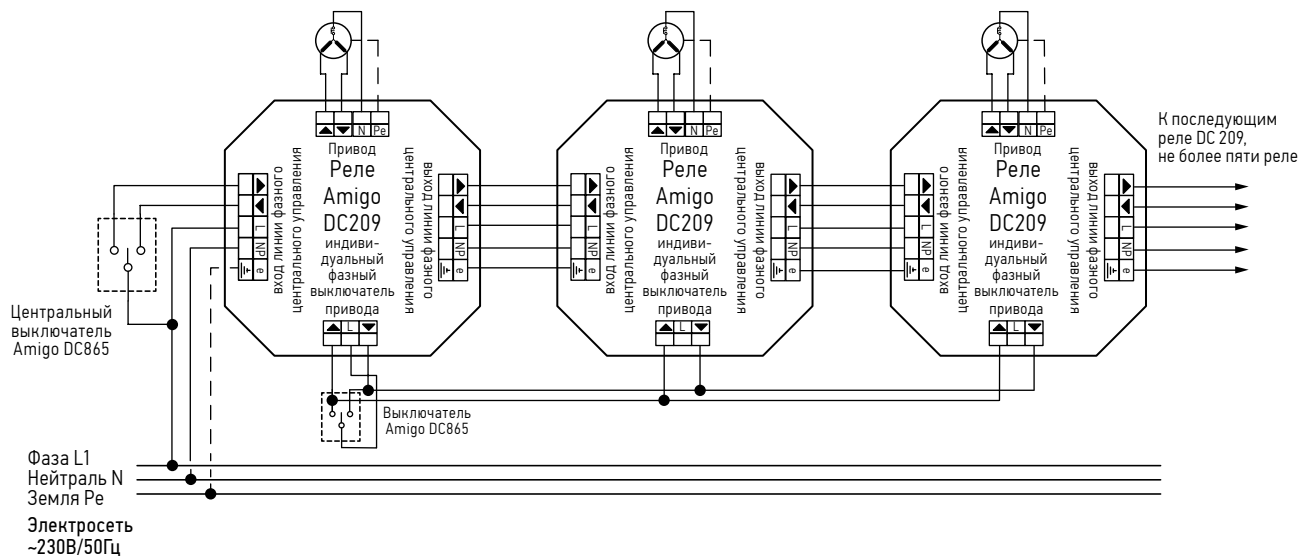 N Pe
Привод
Реле
Amigo
DC209
индиви-
дуальный
фазный
выключатель
привода
L
вход линии фазного
центрального управления
L
NP
e
выход линии фазного
центрального управления
L
NP
e
N Pe
Привод
Реле
Amigo
DC209
индиви-
дуальный
фазный
выключатель
привода
L
вход линии фазного
центрального управления
L
NP
e
выход линии фазного
центрального управления
L
NP
e
N Pe
Привод
Реле
Amigo
DC209
индиви-
дуальный
фазный
выключатель
привода
L
вход линии фазного
центрального управления
L
NP
e
выход линии фазного
центрального управления
L
NP
e
К последующим
реле DC 209,
не более пяти реле
Центральный
выключатель
Amigo DC865
Выключатель
Amigo DC865
Фаза L1
Нейтраль N
Земля Pe
Электросеть
~230В/50Гц